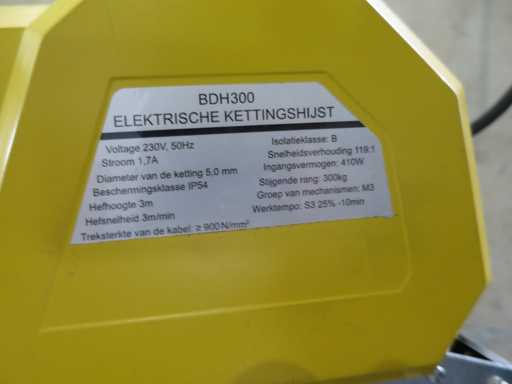 BDH300
ELEKTRISCHE KETTINGSHIJST
Voltage 230V, 50Hz
Stroom 1,7A
Diameter van de ketting 5,0 mm
Beschermingsklasse IP54
Hefhoogte 3m
Hefsnelheid 3m/min
Treksterkte van de kabel: ≥ 900 N/mm²
Isolatieklasse: B
Snelheidsverhouding 119:1
Ingangsvermogen: 410W
Stijgende rang: 300kg
Groep van mechanismen: M3
Werktempo: S3 25% -10min